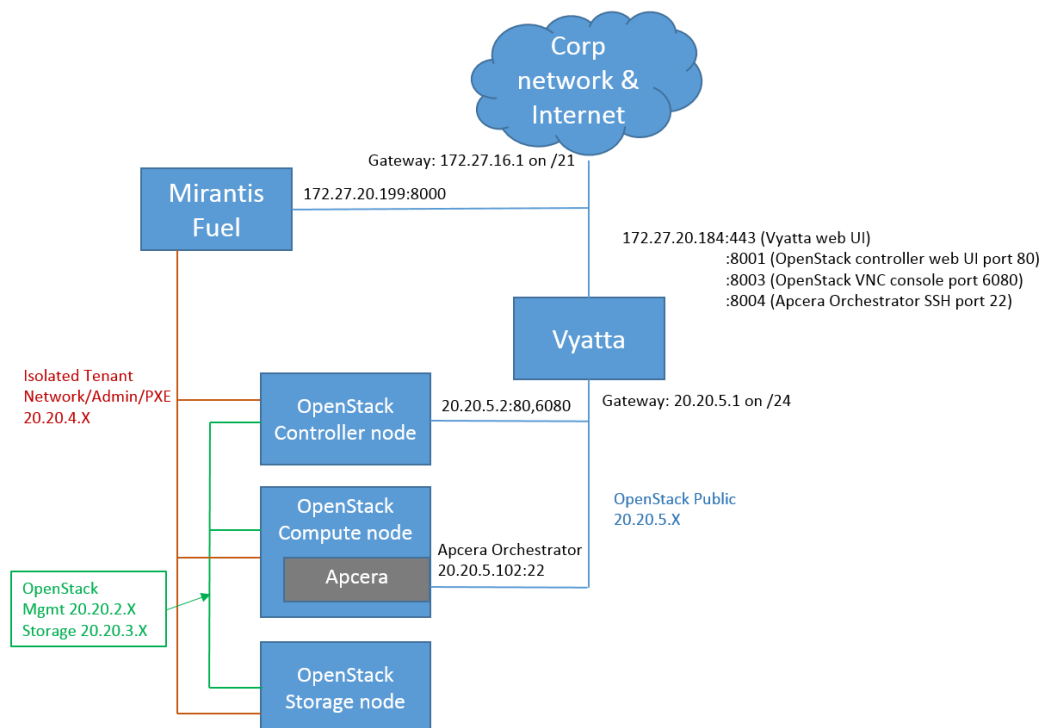 Corp
network &
Internet
Gateway: 172.27.16.1 on /21
Mirantis
Fuel
172.27.20.199:8000
172.27.20.184:443 (Vyatta web UI)
:8001 (OpenStack controller web UI port 80)
:8003 (OpenStack VNC console port 6080)
:8004 (Apcera Orchestrator SSH port 22)
Vyatta
Isolated Tenant
Network/Admin/PXE
20.20.4.X
OpenStack
Controller node
20.20.5.2:80,6080
Gateway: 20.20.5.1 on /24
OpenStack Public
20.20.5.X
OpenStack
Compute node
Apcera
Apcera Orchestrator
20.20.5.102:22
OpenStack
Mgmt 20.20.2.X
Storage 20.20.3.X
OpenStack
Storage node